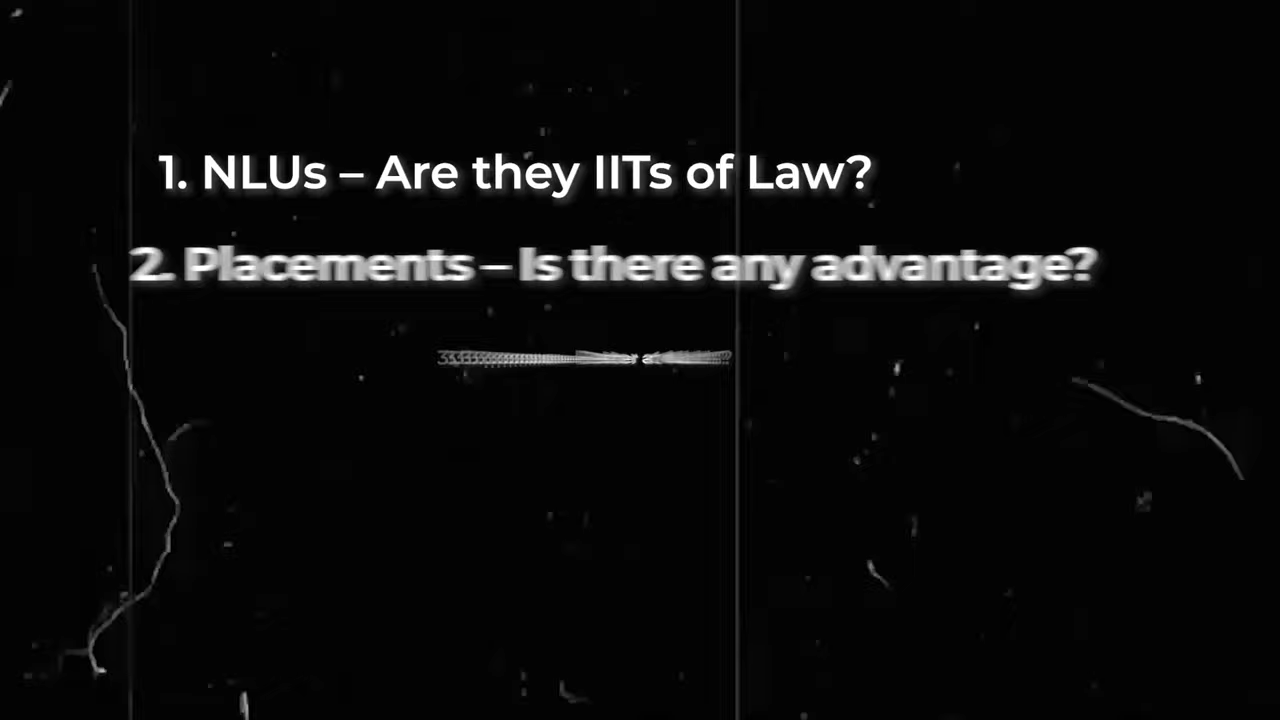 1. NLUs – Are they IITs of Law?
2. Placements – Is there any advantage?